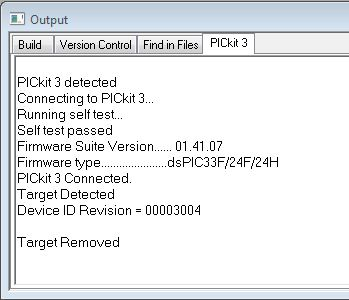 Output
Build Version Control Find in Files PICkit 3
PICkit 3 detected
Connecting to PICkit 3...
Running self test...
Self test passed
Firmware Suite Version...... 01.41.07
Firmware type......................dsPIC33F/24F/24H
PICkit 3 Connected.
Target Detected
Device ID Revision = 00003004
Target Removed